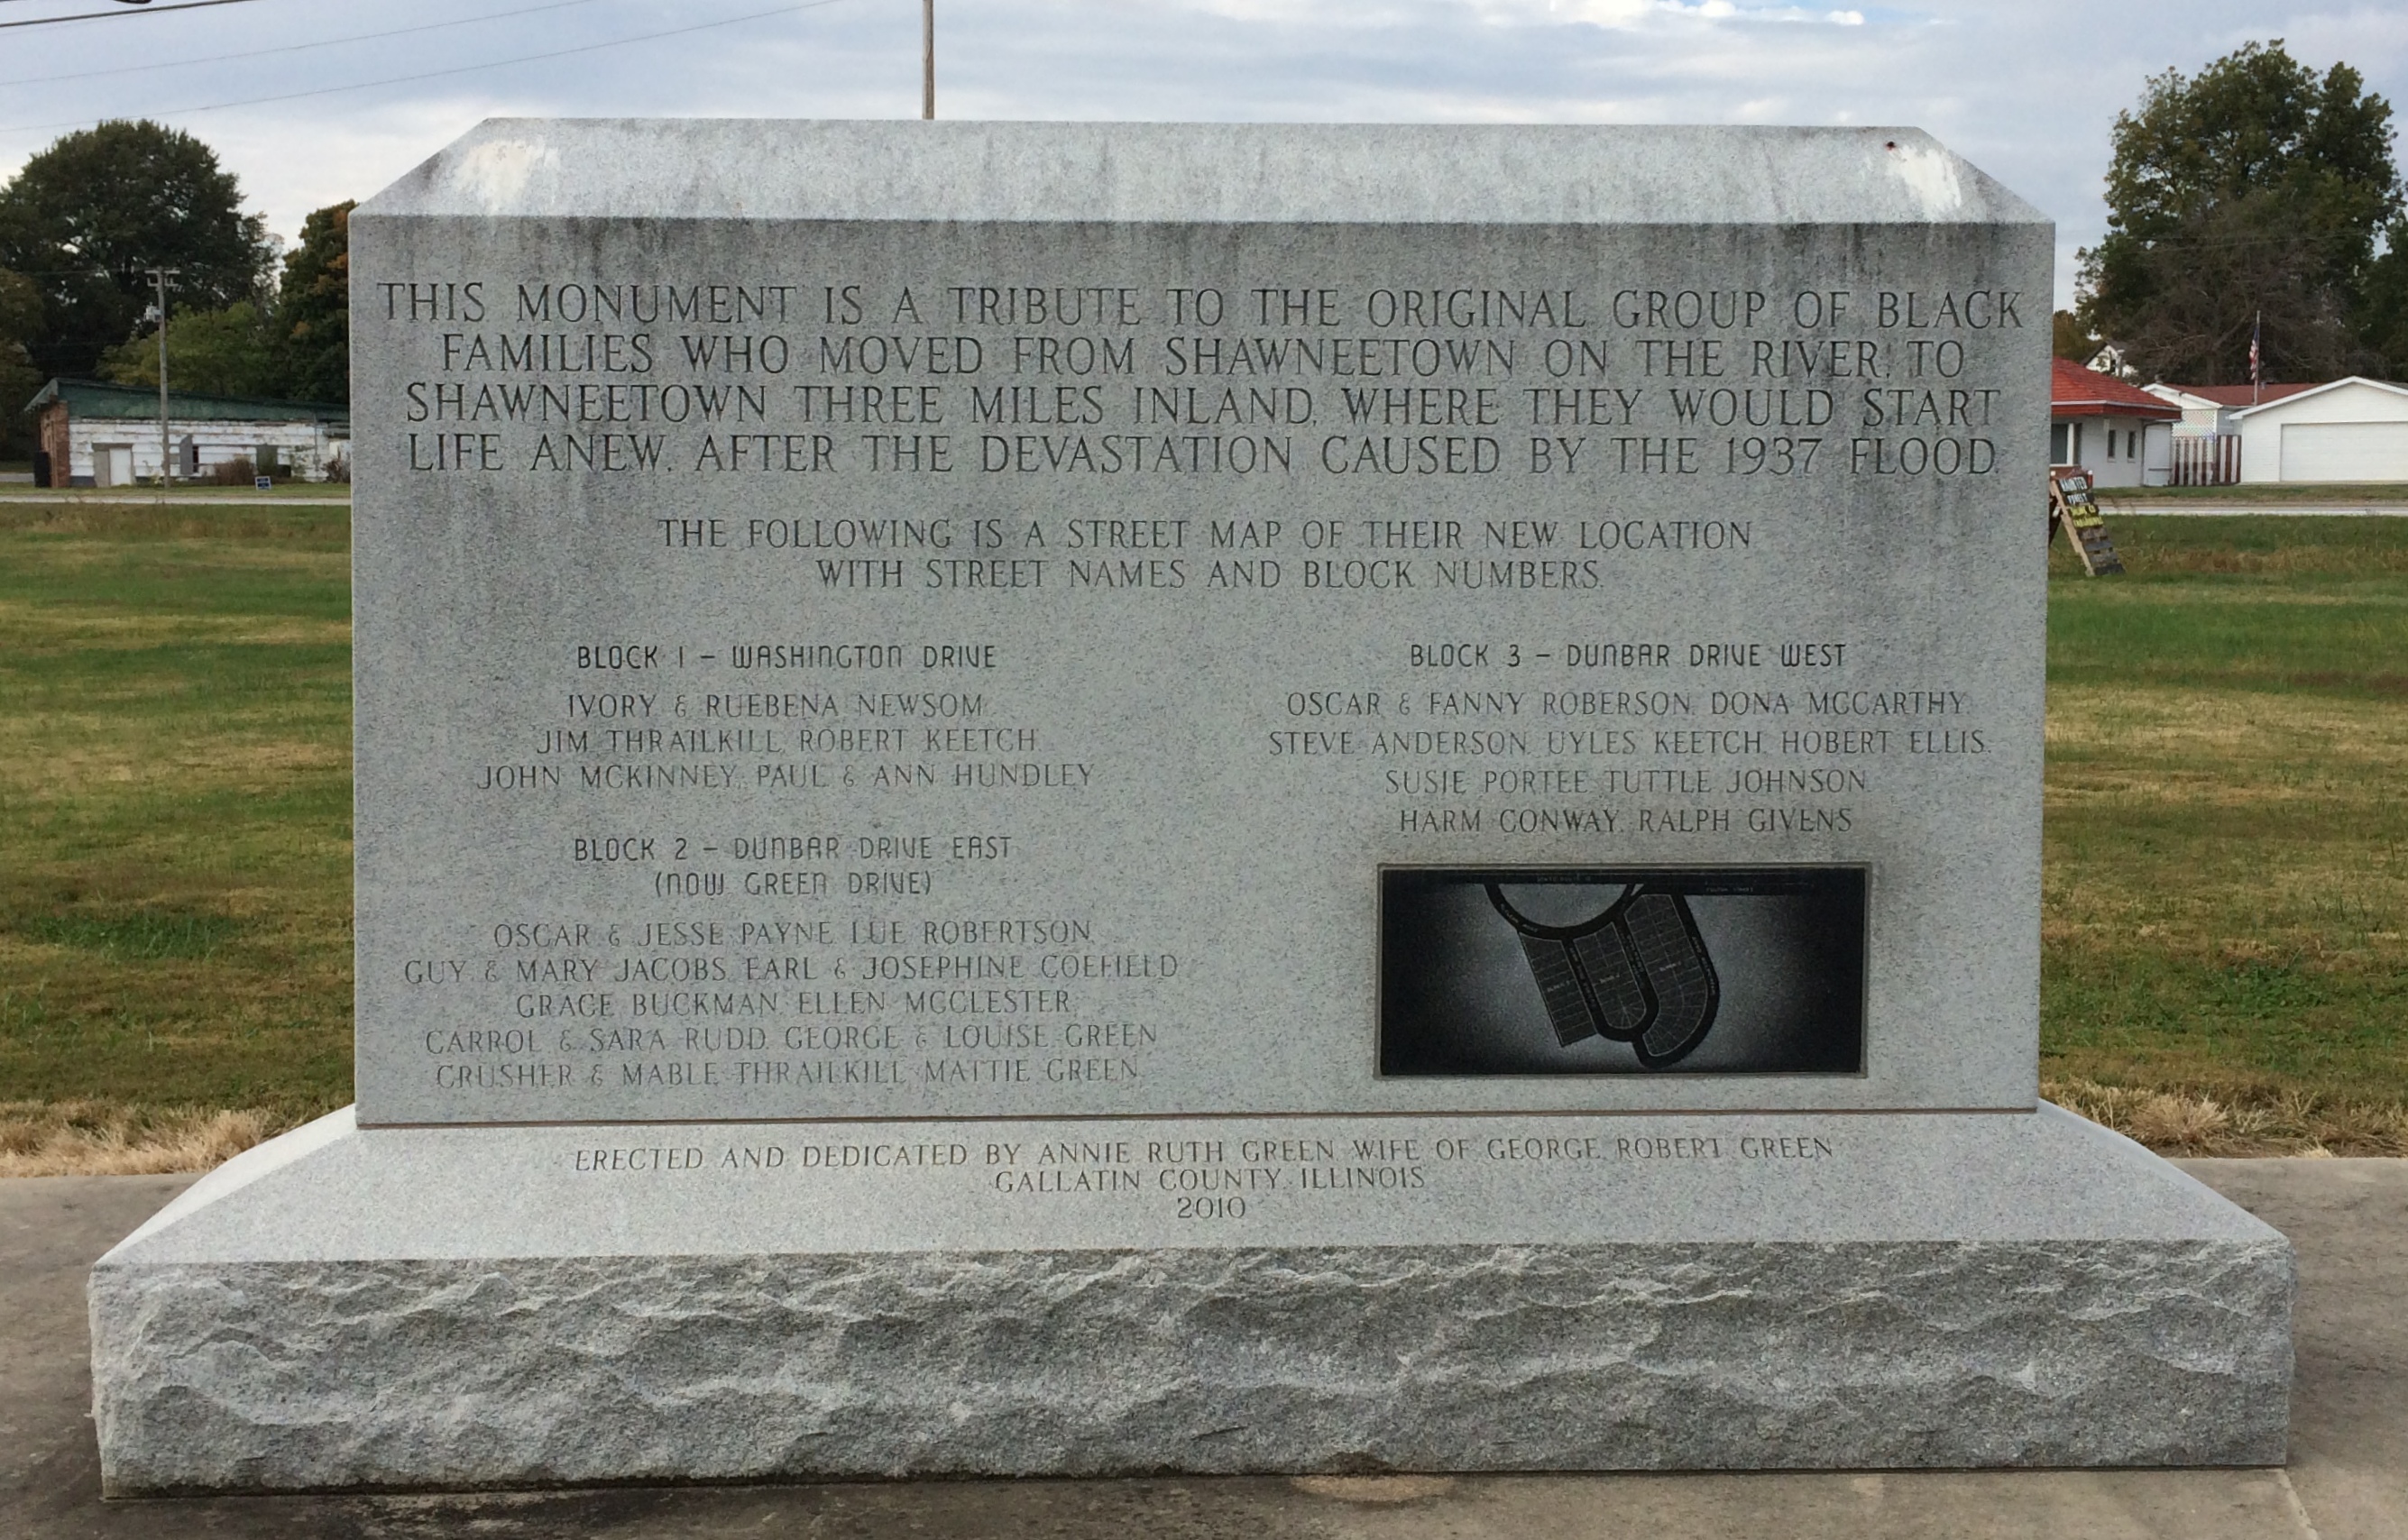 THIS MONUMENT IS A TRIBUTE TO THE ORIGINAL GROUP OF BLACK
FAMILIES WHO MOVED FROM SHAWNEETOWN ON THE RIVER, TO
SHAWNEETOWN THREE MILES INLAND, WHERE THEY WOULD START
LIFE ANEW, AFTER THE DEVASTATION CAUSED BY THE 1937 FLOOD.
THE FOLLOWING IS A STREET MAP OF THEIR NEW LOCATION
WITH STREET NAMES AND BLOCK NUMBERS.
BLOCK 1 - WASHINGTON DRIVE
IVORY & RUEBENA NEWSOM,
JIM THRAILKILL, ROBERT KEETCH,
JOHN MCKINNEY, PAUL & ANN HUNDLEY
BLOCK 2 - DUNBAR DRIVE EAST
(NOW GREEN DRIVE)
OSCAR & JESSE PAYNE, LUE ROBERTSON,
GUY & MARY JACOBS, EARL & JOSEPHINE COEFIELD
GRACE BUCKMAN, ELLEN MCCLESTER,
CARROL & SARA RUDD, GEORGE & LOUISE GREEN
CRUSHER & MABLE THRAILKILL, MATTIE GREEN
BLOCK 3 - DUNBAR DRIVE WEST
OSCAR & FANNY ROBERSON, DONA MCCARTHY,
STEVE ANDERSON, UYLES KEETCH, HOBERT ELLIS,
SUSIE PORTEE, TUTTLE JOHNSON,
HARM CONWAY, RALPH GIVENS
ERECTED AND DEDICATED BY ANNIE RUTH GREEN WIFE OF GEORGE ROBERT GREEN
GALLATIN COUNTY, ILLINOIS
2010
HAUNTED
FOREST